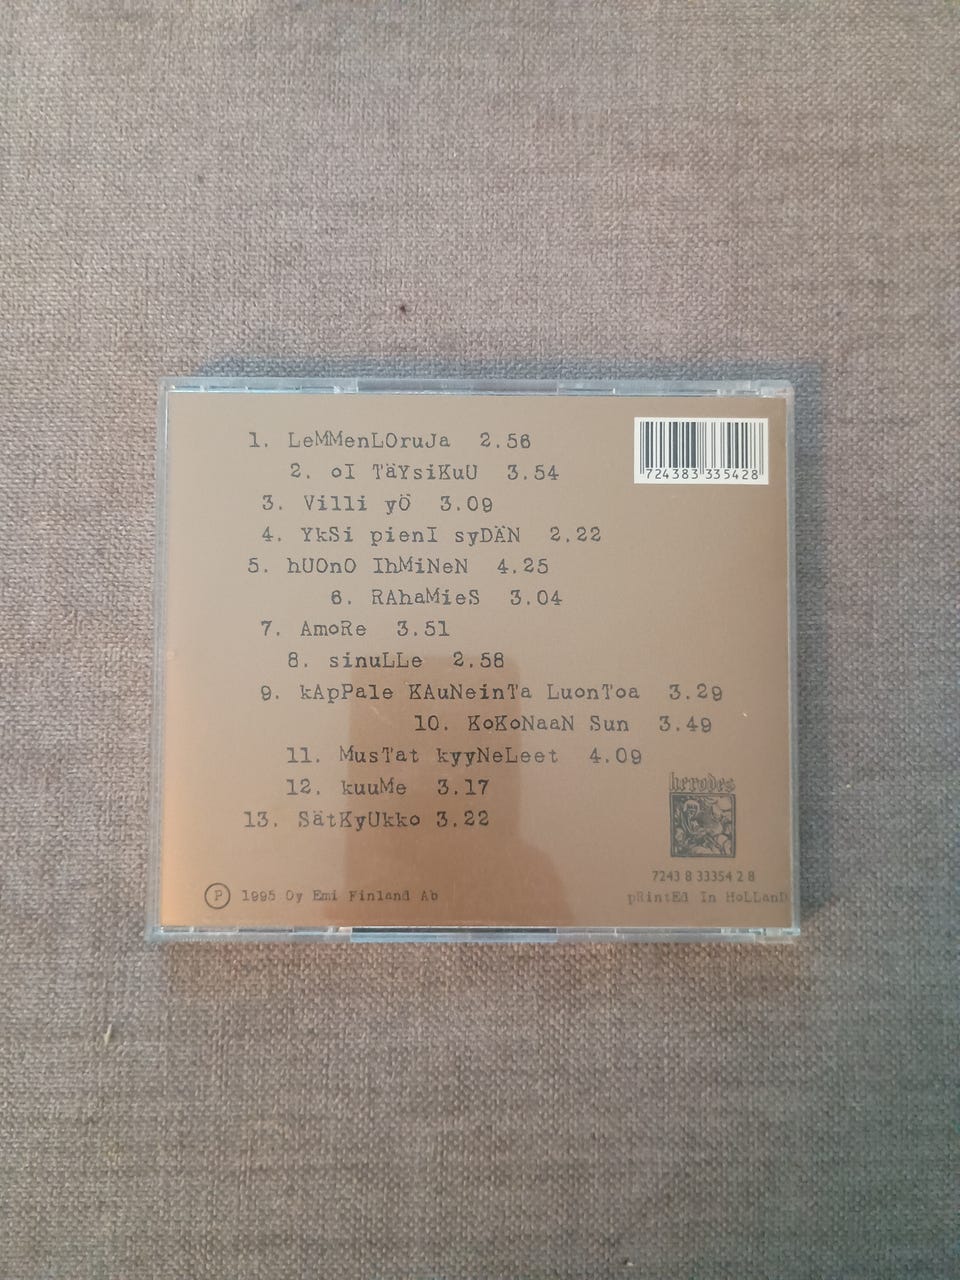 1. LeMMenLOruJa 2.56
2. oI TäYsiKuU 3.54
3. Villi yÖ 3.09
4. YkSi pienI syDÄN 2.22
5. hUOnO IhMiNeN 4.25
6. RAhaMieS 3.04
7. AmoRe 3.51
8. sinuLLe 2.58
9. kApPale KAuNeinTa LuonToa 3.29
10. KoKoNaaN Sun 3.49
11. MusTat kyyNeLeet 4.09
12. kuuMe 3.17
13. SätKyUkko 3.22
724383 335428
herodes
7243 8 33354 2 8
℗ 1995 Oy Emi Finland Ab
pRintEd In HoLLanD